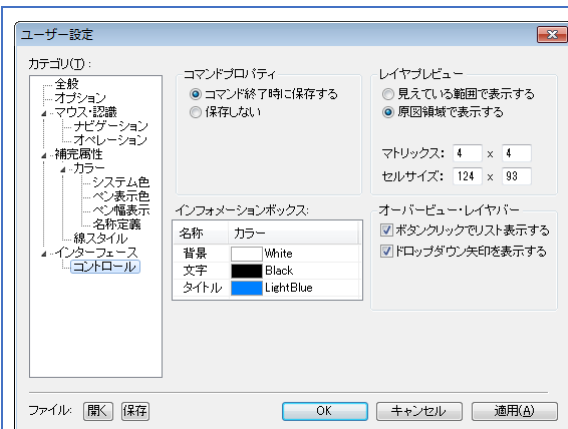 ユーザー設定
カテゴリ(T):
全般
オプション
マウス・認識
ナビゲーション
オペレーション
補完属性
カラー
システム色
ペン表示色
ペン幅表示
名称定義
線スタイル
インターフェース
コントロール
コマンドプロパティ
コマンド終了時に保存する
保存しない
レイヤプレビュー
見えている範囲で表示する
原図領域で表示する
マトリックス: 4 x 4
セルサイズ: 124 x 93
インフォメーションボックス:
名称 カラー
背景 White
文字 Black
タイトル LightBlue
オーバービュー・レイヤバー
ボタンクリックでリスト表示する
ドロップダウン矢印を表示する
ファイル: 開く 保存
OK キャンセル 適用(A)